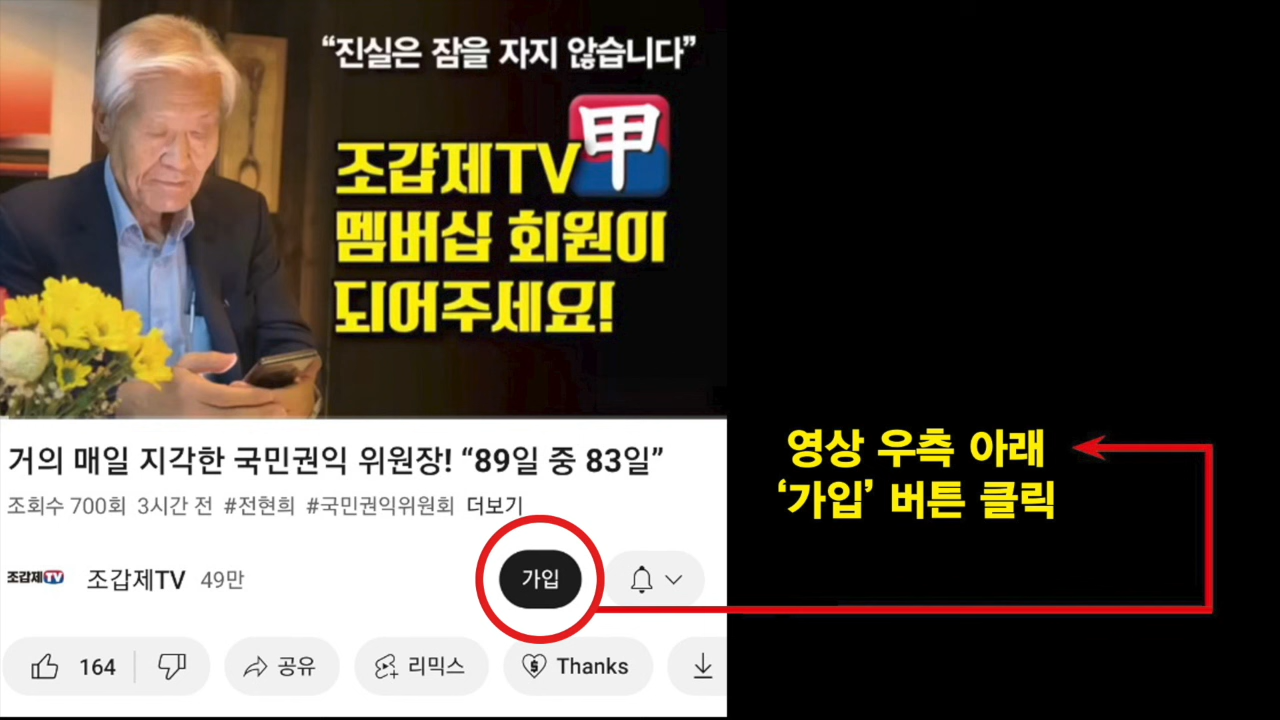 “진실은 잠을 자지 않습니다”
조갑제TV 甲
멤버십 회원이
되어주세요!
거의 매일 지각한 국민권익 위원장! “89일 중 83일”
조회수 700회 3시간 전 #전현희 #국민권익위원회 더보기
조갑제TV 조갑제TV 49만 가입
164 공유 리믹스 Thanks
영상 우측 아래
‘가입’ 버튼 클릭